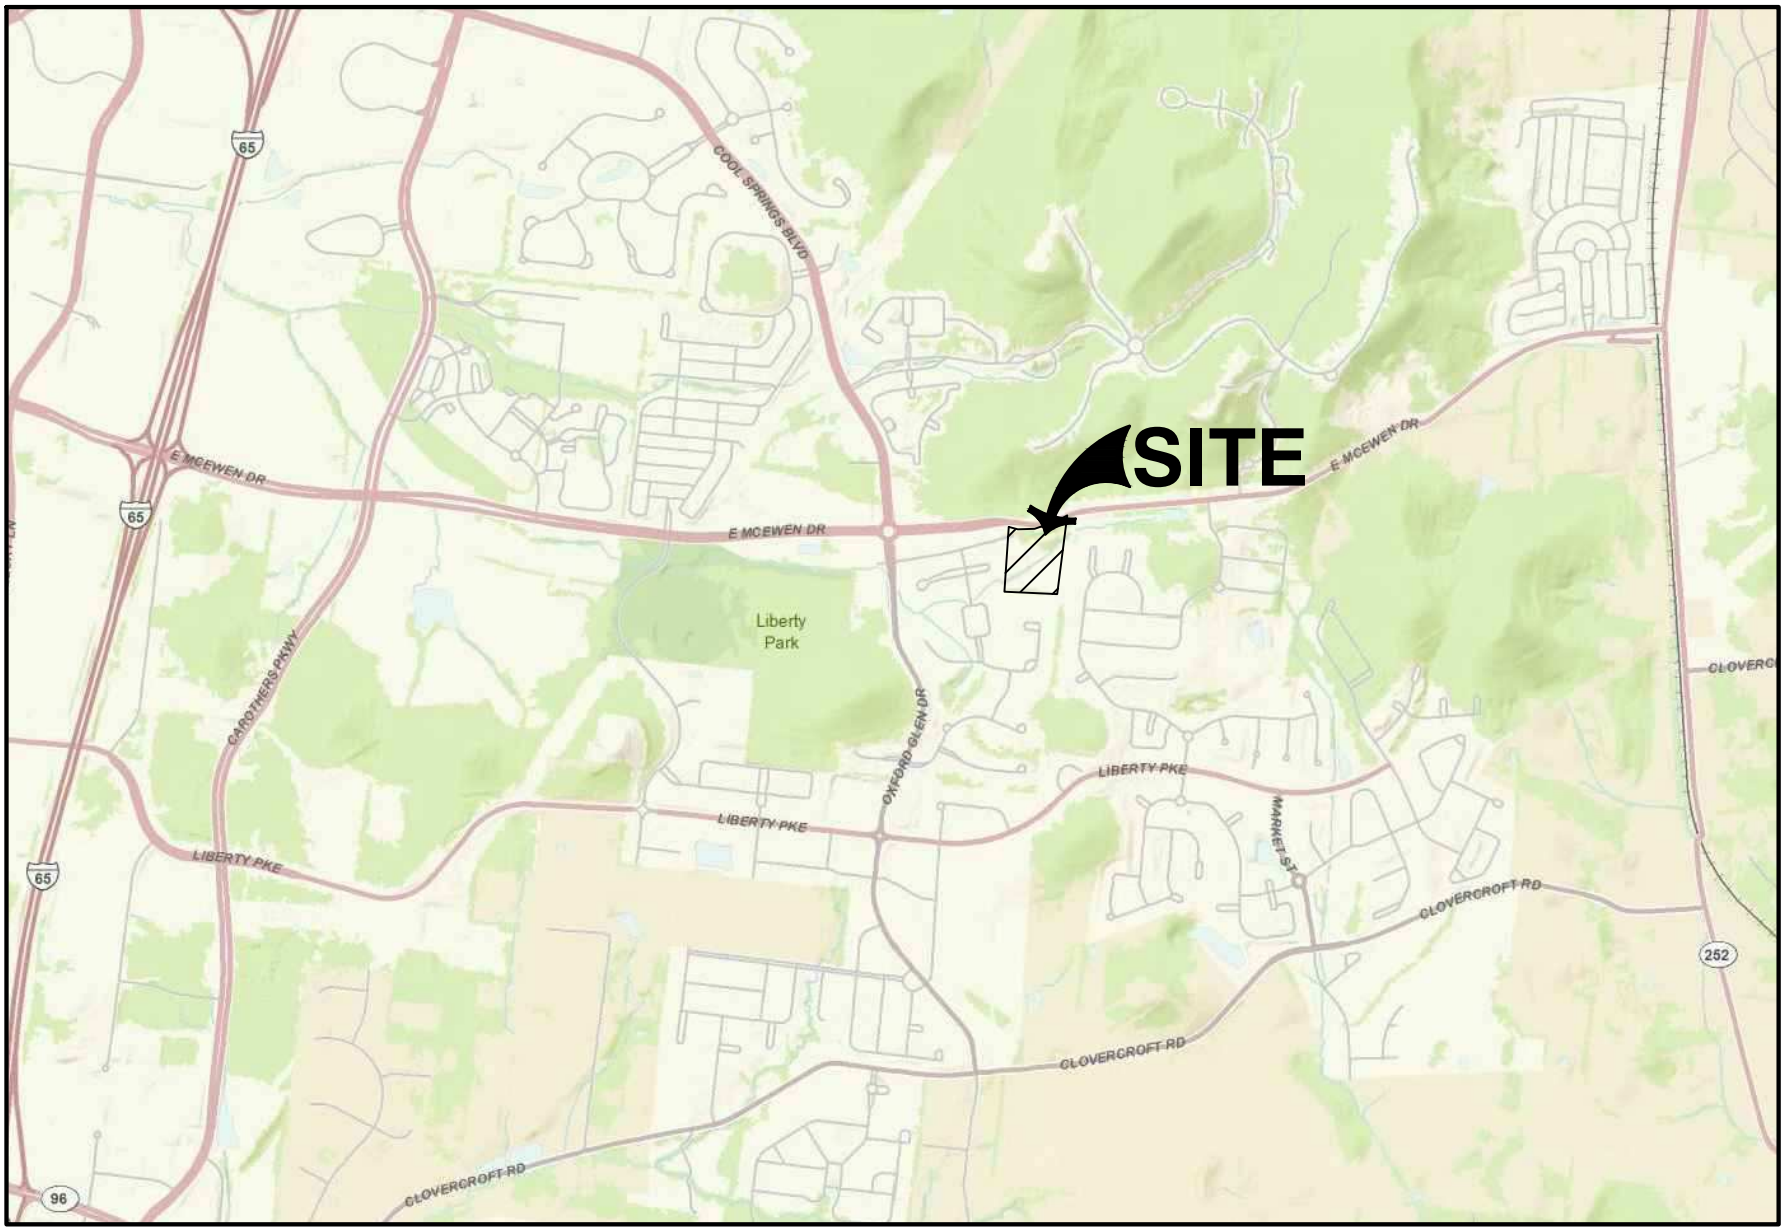 65
COOL SPRINGS BLVD
SITE
E MCEWEN DR
E MCEWEN DR
65
E MCEWEN DR
Liberty
Park
CAROTHERS PKWY
CLOVERC
OXFORD GLEN DR
LIBERTY PKE
LIBERTY PKE
MARKET ST
LIBERTY PKE
65
CLOVERCROFT RD
252
CLOVERCROFT RD
CLOVERCROFT RD
96